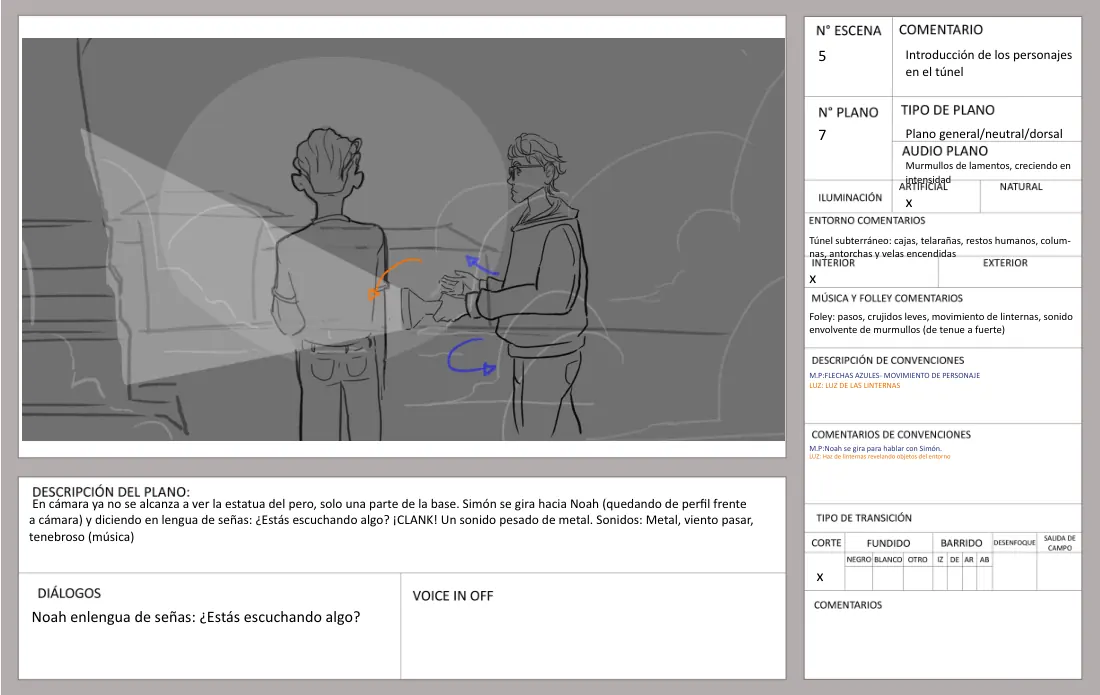 N° ESCENA
5
COMENTARIO
Introducción de los personajes
en el túnel
N° PLANO
7
TIPO DE PLANO
Plano general/neutral/dorsal
AUDIO PLANO
Murmullos de lamentos, creciendo en
intensidad
ILUMINACIÓN
ARTIFICIAL
x
NATURAL
ENTORNO COMENTARIOS
Túnel subterráneo: cajas, telarañas, restos humanos, colum-
nas, antorchas y velas encendidas
INTERIOR
x
EXTERIOR
MÚSICA Y FOLLEY COMENTARIOS
Foley: pasos, crujidos leves, movimiento de linternas, sonido
envolvente de murmullos (de tenue a fuerte)
DESCRIPCIÓN DE CONVENCIONES
M.P:FLECHAS AZULES- MOVIMIENTO DE PERSONAJE
LUZ: LUZ DE LAS LINTERNAS
COMENTARIOS DE CONVENCIONES
M.P:Noah se gira para hablar con Simón.
LUZ: Haz de linternas revelando objetos del entorno
TIPO DE TRANSICIÓN
CORTE
x
FUNDIDO
NEGRO BLANCO OTRO
BARRIDO
IZ DE AR AB
DESENFOQUE
SAUDA DE
CAMPO
COMENTARIOS
DESCRIPCIÓN DEL PLANO:
En cámara ya no se alcanza a ver la estatua del pero, solo una parte de la base. Simón se gira hacia Noah (quedando de perfil frente
a cámara) y diciendo en lengua de señas: ¿Estás escuchando algo? ¡CLANK! Un sonido pesado de metal. Sonidos: Metal, viento pasar,
tenebroso (música)
DIÁLOGOS
Noah enlengua de señas: ¿Estás escuchando algo?
VOICE IN OFF